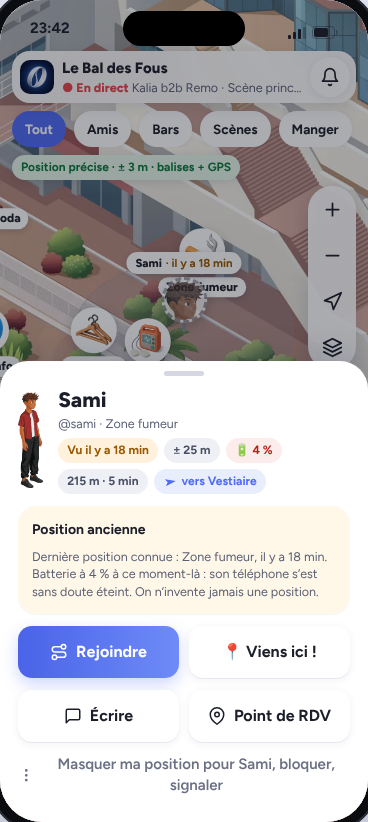 23:42
Le Bal des Fous
En direct Kalia b2b Remo · Scène princ...
Tout
Amis
Bars
Scènes
Manger
Position précise · ± 3 m · balises + GPS
oda
Sami · il y a 18 min
Zone fumeur
Sami
@sami · Zone fumeur
Vu il y a 18 min
± 25 m
4 %
215 m · 5 min
vers Vestiaire
Position ancienne
Dernière position connue : Zone fumeur, il y a 18 min.
Batterie à 4 % à ce moment-là : son téléphone s'est
sans doute éteint. On n'invente jamais une position.
Rejoindre
Viens ici !
Écrire
Point de RDV
Masquer ma position pour Sami, bloquer,
signaler